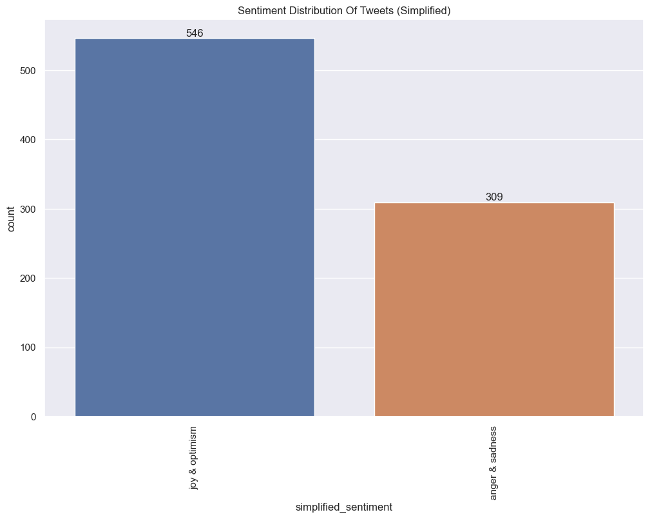 Sentiment Distribution Of Tweets (Simplified)
546
309
500
400
300
200
100
0
count
joy & optimism
anger & sadness
simplified_sentiment